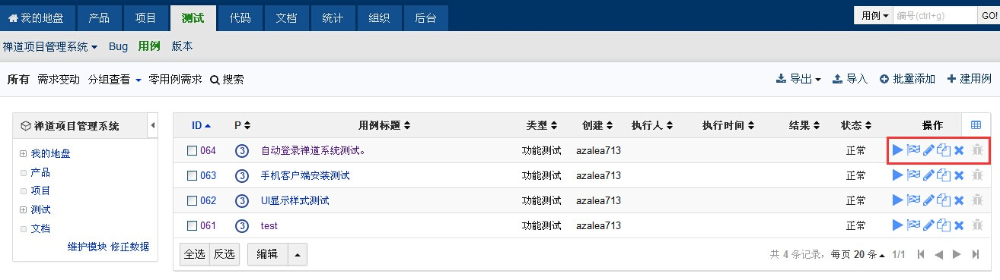 我的地盘 产品 项目 测试 代码 文档 统计 组织 后台 用例 编号(ctrl+g) GO!
禅道项目管理系统 Bug 用例 版本
所有 需求变动 分组查看 零用例需求 搜索 导出 导入 批量添加 建用例
禅道项目管理系统
我的地盘
产品
项目
测试
文档
维护模块 修正数据
ID P 用例标题 类型 创建 执行人 执行时间 结果 状态 操作
064 3 自动登录禅道系统测试。 功能测试 azalea713 正常
063 3 手机客户端安装测试 功能测试 azalea713 正常
062 3 UI显示样式测试 功能测试 azalea713 正常
061 3 test 功能测试 azalea713 正常
全选 反选 编辑 共 4 条记录，每页 20 条 1/1